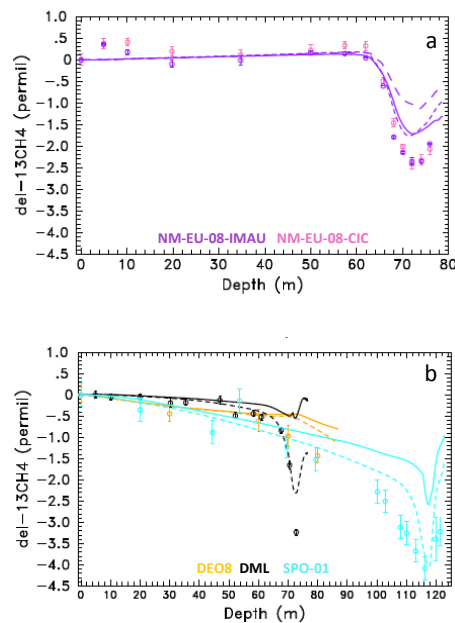 a
1.0
.5
.0
-.5
-1.0
-1.5
-2.0
-2.5
-3.0
-3.5
-4.0
-4.5
del-13CH4 (permil)
NM-EU-08-IMAU NM-EU-08-CIC
0 10 20 30 40 50 60 70 80
Depth (m)
b
1.0
.5
.0
-.5
-1.0
-1.5
-2.0
-2.5
-3.0
-3.5
-4.0
-4.5
del-13CH4 (permil)
DEO8 DML SPO-01
0 10 20 30 40 50 60 70 80 90 100 110 120
Depth (m)